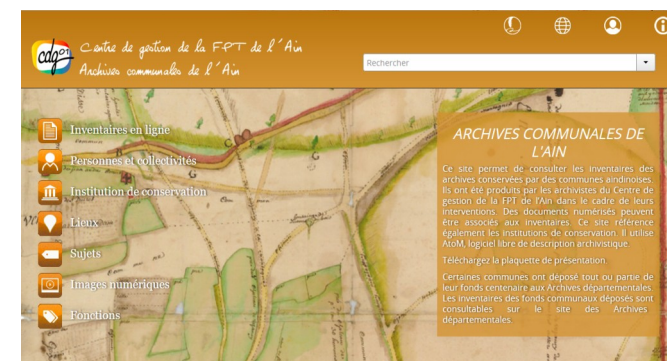 cdg01
Centre de gestion de la FPT de l'Ain
Archives communales de l'Ain
Rechercher
Inventaires en ligne
Personnes et collectivités
Institution de conservation
Lieux
Sujets
Images numériques
Fonctions
ARCHIVES COMMUNALES DE
L'AIN
Ce site permet de consulter les inventaires des
archives conservées par des communes aindinoises.
Ils ont été produits par les archivistes du Centre de
gestion de la FPT de l'Ain dans le cadre de leurs
interventions. Des documents numérisés peuvent
être associés aux inventaires. Ce site référence
également les institutions de conservation. Il utilise
AtoM, logiciel libre de description archivistique.
Téléchargez la plaquette de présentation.
Certaines communes ont déposé tout ou partie de
leur fonds centenaire aux Archives départementales.
Les inventaires des fonds communaux déposés sont
consultables sur le site des Archives
départementales.